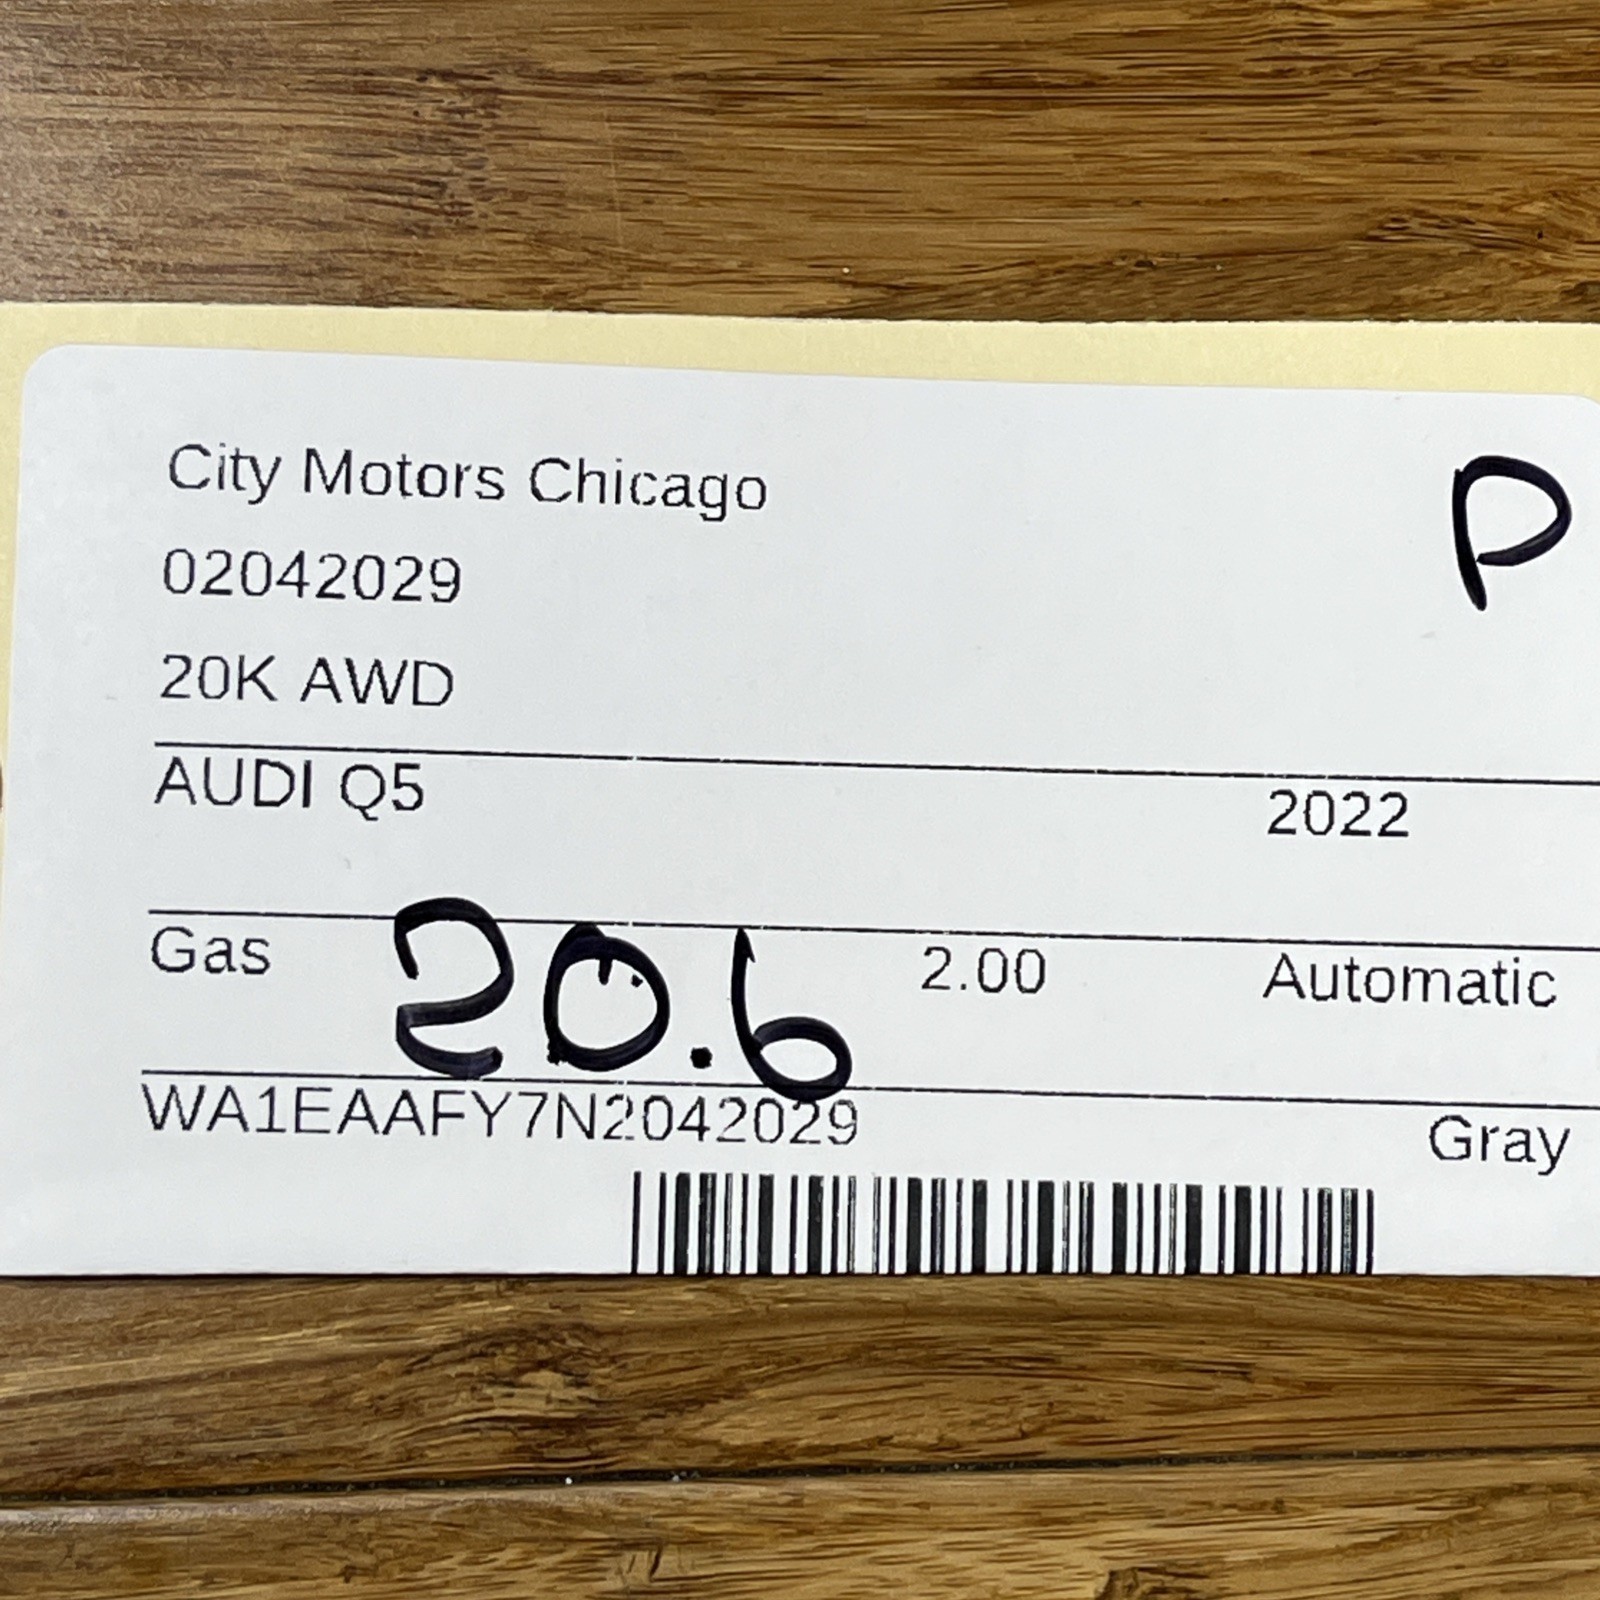 City Motors Chicago
P
02042029
20K AWD
AUDI Q5 2022
Gas 20.6 2.00 Automatic
WA1EAAFY7N2042029 Gray